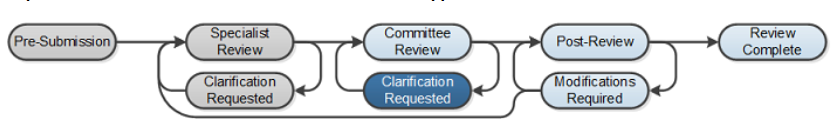 Pre-Submission
Specialist
Review
Committee
Review
Post-Review
Review
Complete
Clarification
Requested
Clarification
Requested
Modifications
Required